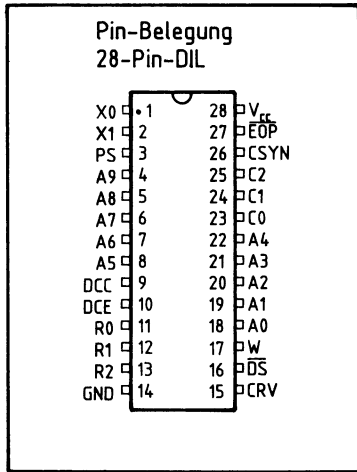 Pin-Belegung
28-Pin-DIL
X0 1 28 V_CC
X1 2 27 E̅O̅P̅
PS 3 26 CSYN
A9 4 25 C2
A8 5 24 C1
A7 6 23 C0
A6 7 22 A4
A5 8 21 A3
DCC 9 20 A2
DCE 10 19 A1
R0 11 18 A0
R1 12 17 W
R2 13 16 D̅S̅
GND 14 15 CRV